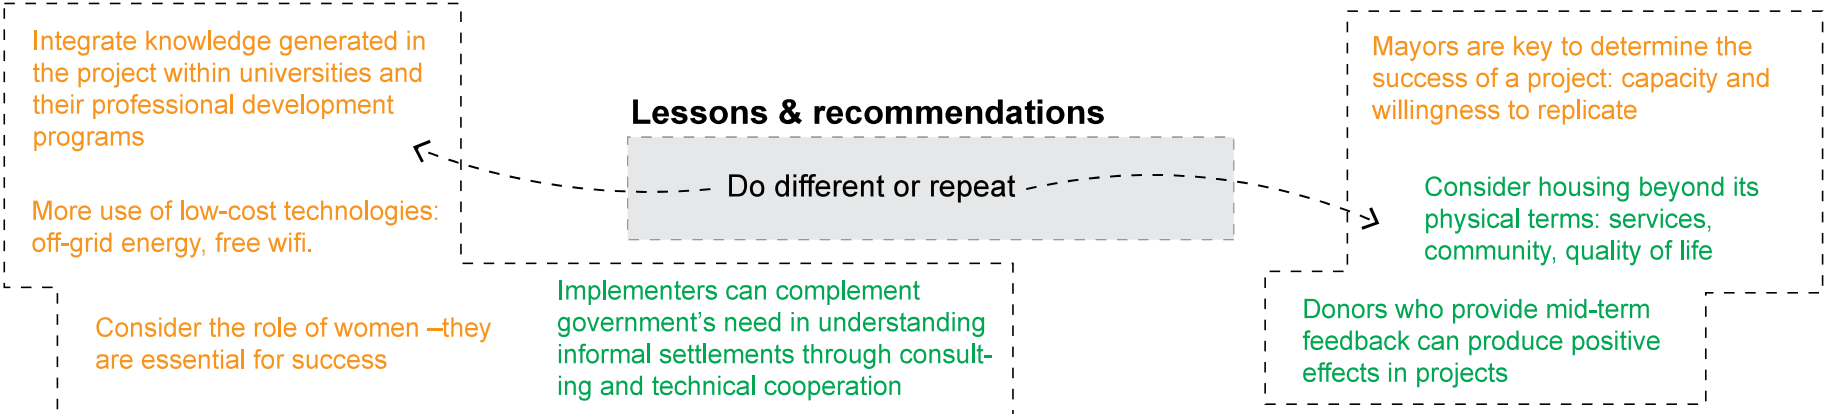 Integrate knowledge generated in
the project within universities and
their professional development
programs
More use of low-cost technologies:
off-grid energy, free wifi.
Consider the role of women –they
are essential for success
Lessons & recommendations
Do different or repeat
Implementers can complement
government’s need in understanding
informal settlements through consult-
ing and technical cooperation
Mayors are key to determine the
success of a project: capacity and
willingness to replicate
Consider housing beyond its
physical terms: services,
community, quality of life
Donors who provide mid-term
feedback can produce positive
effects in projects